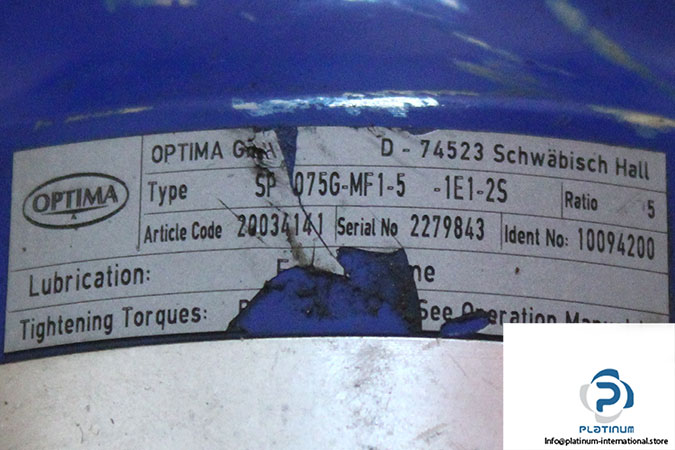 OPTIMA
OPTIMA D - 74523 Schwäbisch Hall
Type SP 075G-MF1-5 -1E1-2S Ratio 5
Article Code 20034141 Serial No 2279843 Ident No: 10094200
Lubrication:
Tightening Torques: See Operation
PLATINUM
Info@platinum-international.store